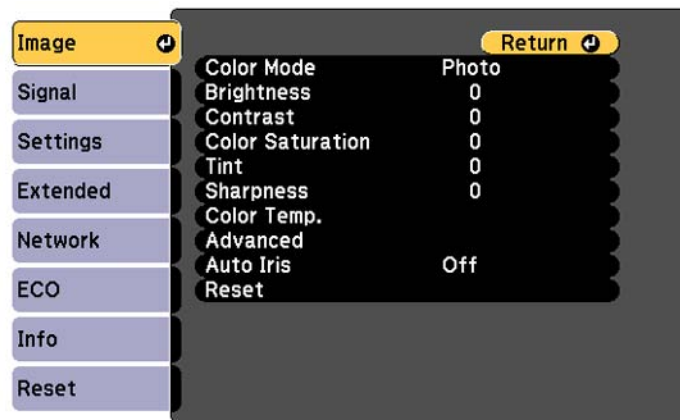 Image
Signal
Settings
Extended
Network
ECO
Info
Reset
Return
Color Mode Photo
Brightness 0
Contrast 0
Color Saturation 0
Tint 0
Sharpness 0
Color Temp.
Advanced
Auto Iris Off
Reset